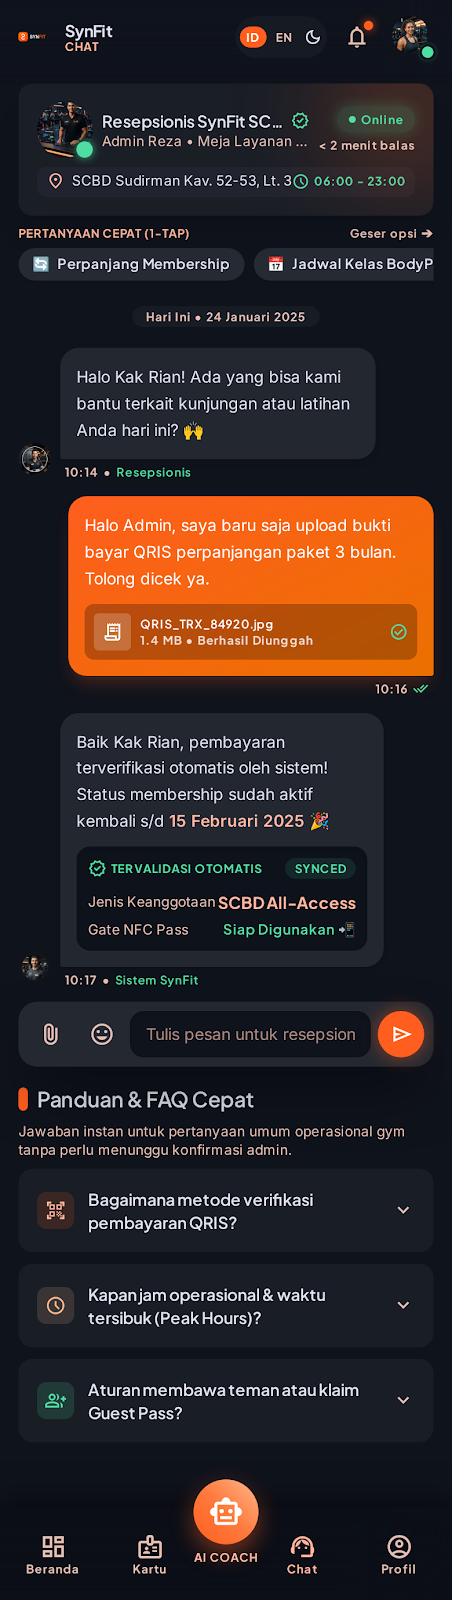 SYNFIT
SynFit
CHAT
ID
EN
Resepsionis SynFit SC...
Admin Reza • Meja Layanan ...
Online
< 2 menit balas
SCBD Sudirman Kav. 52-53, Lt. 3
06:00 - 23:00
PERTANYAAN CEPAT (1-TAP)
Geser opsi ➔
🔄 Perpanjang Membership
📅 Jadwal Kelas BodyP
Hari Ini • 24 Januari 2025
Halo Kak Rian! Ada yang bisa kami
bantu terkait kunjungan atau latihan
Anda hari ini? 🙌
10:14 • Resepsionis
Halo Admin, saya baru saja upload bukti
bayar QRIS perpanjangan paket 3 bulan.
Tolong dicek ya.
QRIS_TRX_84920.jpg
1.4 MB • Berhasil Diunggah
10:16
Baik Kak Rian, pembayaran
terverifikasi otomatis oleh sistem!
Status membership sudah aktif
kembali s/d 15 Februari 2025 🎉
TERVALIDASI OTOMATIS
SYNCED
Jenis Keanggotaan SCBD All-Access
Gate NFC Pass
Siap Digunakan 📲
10:17 • Sistem SynFit
Tulis pesan untuk resepsion
Panduan & FAQ Cepat
Jawaban instan untuk pertanyaan umum operasional gym
tanpa perlu menunggu konfirmasi admin.
Bagaimana metode verifikasi
pembayaran QRIS?
Kapan jam operasional & waktu
tersibuk (Peak Hours)?
Aturan membawa teman atau klaim
Guest Pass?
Beranda
Kartu
AI COACH
Chat
Profil